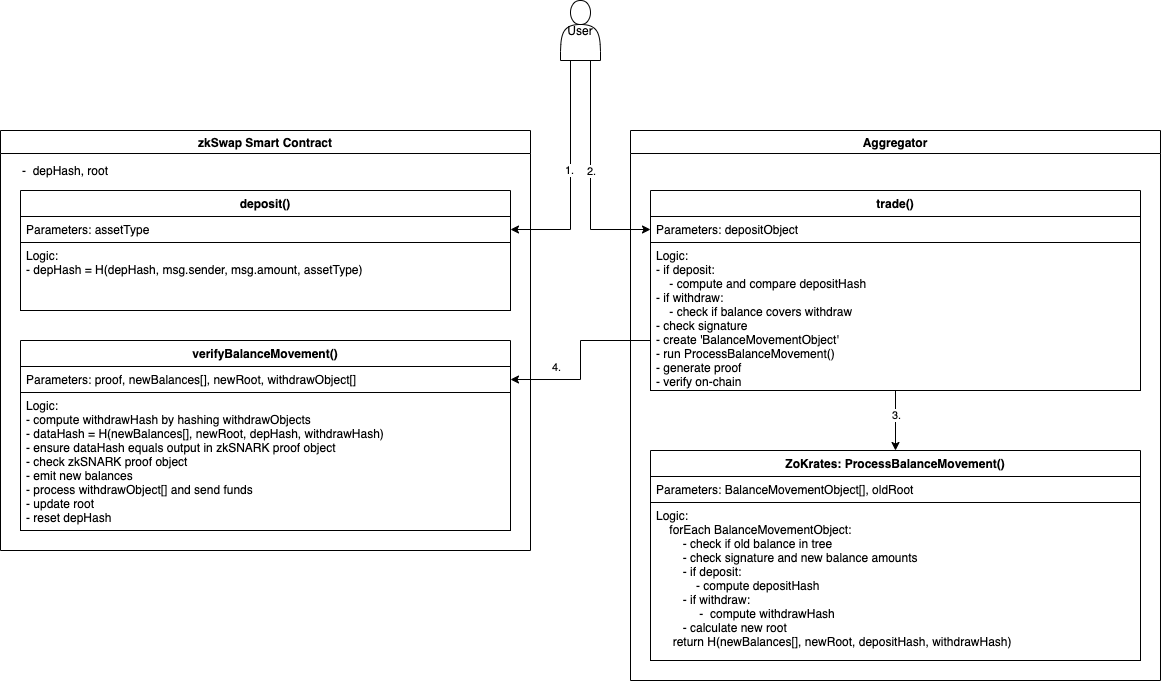 User
1.
2.
zkSwap Smart Contract
- depHash, root
deposit()
Parameters: assetType
Logic:
- depHash = H(depHash, msg.sender, msg.amount, assetType)
verifyBalanceMovement()
Parameters: proof, newBalances[], newRoot, withdrawObject[]
Logic:
- compute withdrawHash by hashing withdrawObjects
- dataHash = H(newBalances[], newRoot, depHash, withdrawHash)
- ensure dataHash equals output in zkSNARK proof object
- check zkSNARK proof object
- emit new balances
- process withdrawObject[] and send funds
- update root
- reset depHash
4.
Aggregator
trade()
Parameters: depositObject
Logic:
- if deposit:
- compute and compare depositHash
- if withdraw:
- check if balance covers withdraw
- check signature
- create 'BalanceMovementObject'
- run ProcessBalanceMovement()
- generate proof
- verify on-chain
3.
ZoKrates: ProcessBalanceMovement()
Parameters: BalanceMovementObject[], oldRoot
Logic:
forEach BalanceMovementObject:
- check if old balance in tree
- check signature and new balance amounts
- if deposit:
- compute depositHash
- if withdraw:
- compute withdrawHash
- calculate new root
return H(newBalances[], newRoot, depositHash, withdrawHash)